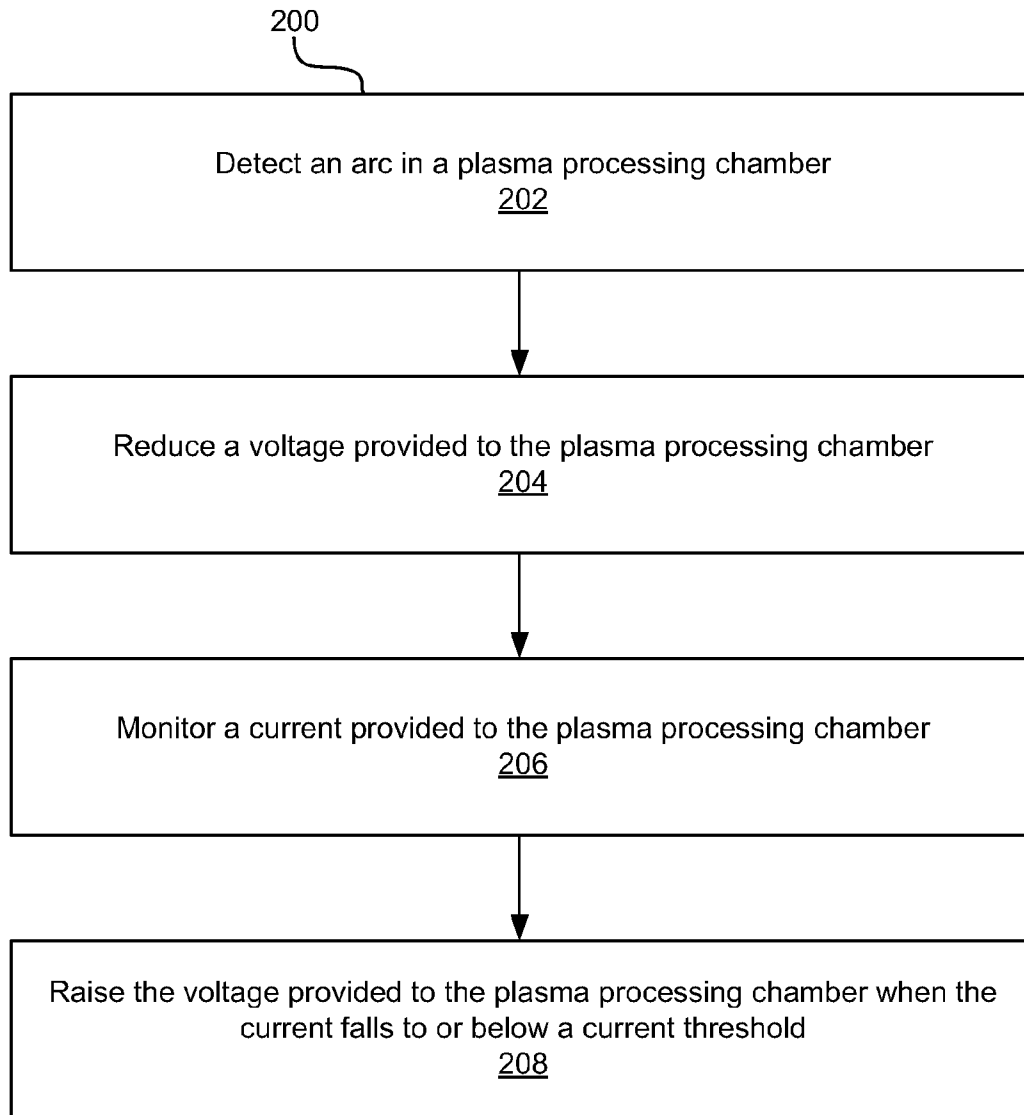 200
Detect an arc in a plasma processing chamber
202
Reduce a voltage provided to the plasma processing chamber
204
Monitor a current provided to the plasma processing chamber
206
Raise the voltage provided to the plasma processing chamber when the
current falls to or below a current threshold
208